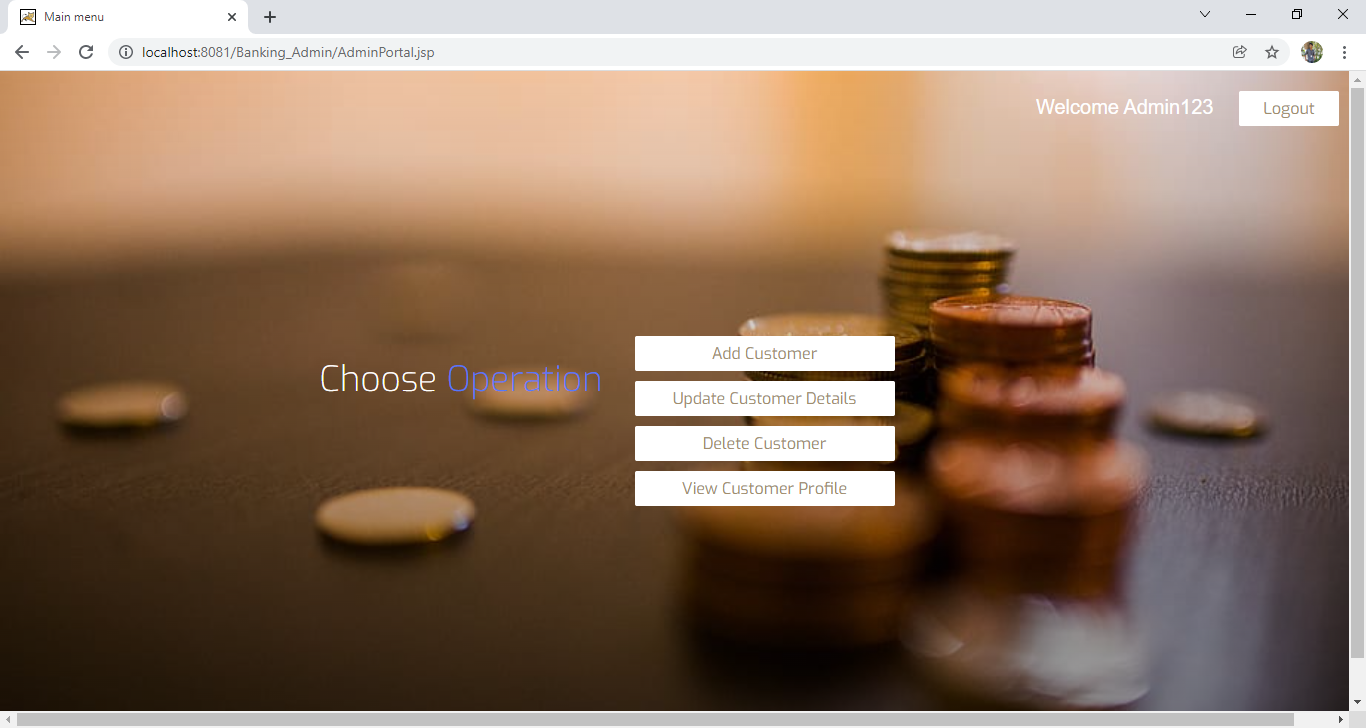 Main menu
localhost:8081/Banking_Admin/AdminPortal.jsp
Welcome Admin123
Logout
Choose Operation
Add Customer
Update Customer Details
Delete Customer
View Customer Profile